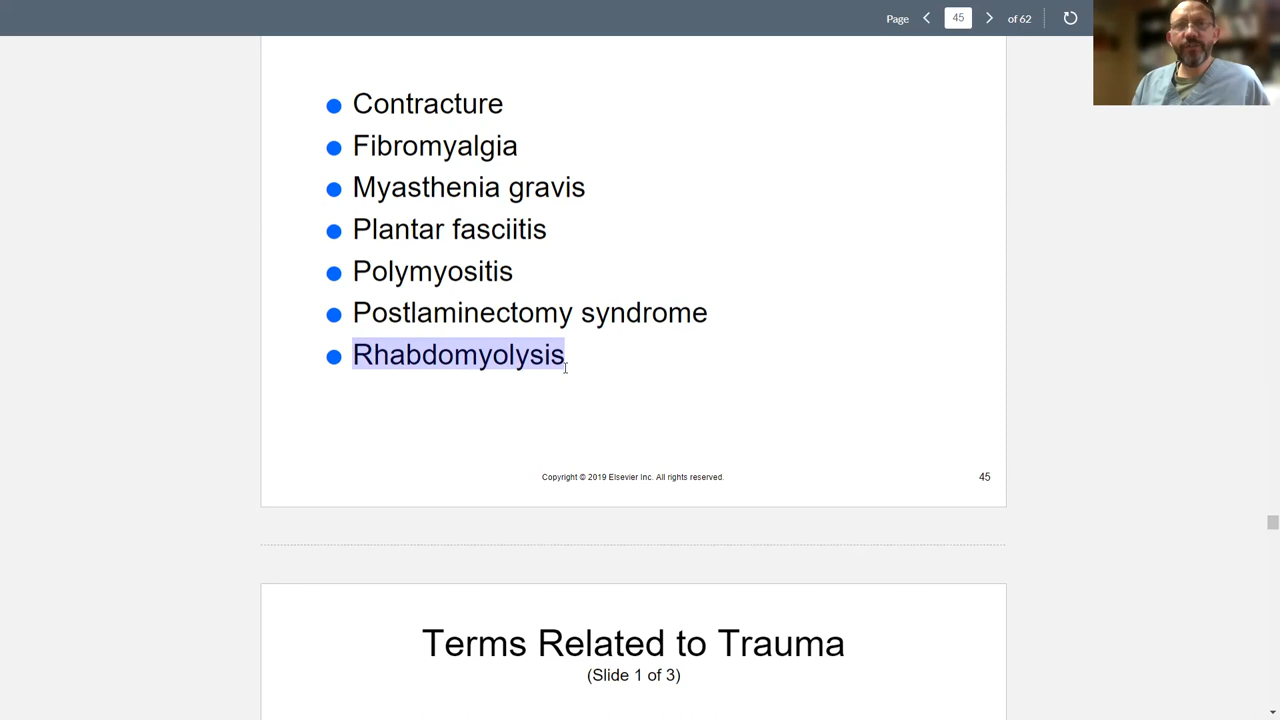 Page 45 of 62
Contracture
Fibromyalgia
Myasthenia gravis
Plantar fasciitis
Polymyositis
Postlaminectomy syndrome
Rhabdomyolysis
Copyright © 2019 Elsevier Inc. All rights reserved.
45
Terms Related to Trauma
(Slide 1 of 3)